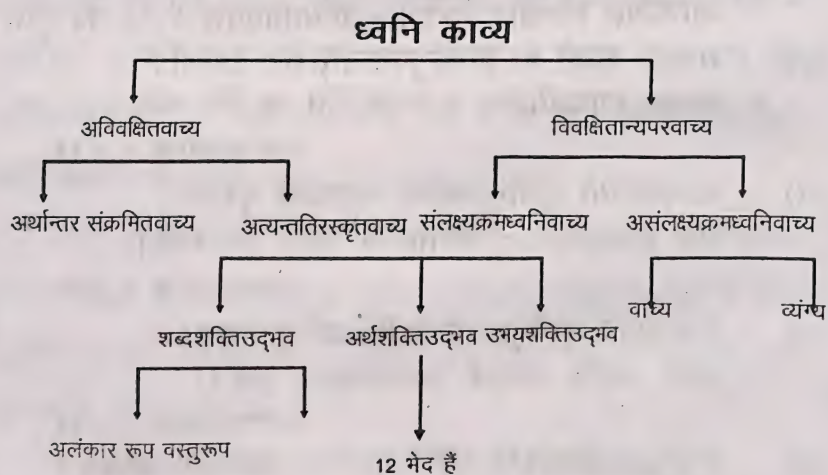 ध्वनि काव्य
अविवक्षितवाच्य विवक्षितान्यपरवाच्य
अर्थान्तर संक्रमितवाच्य अत्यन्ततिरस्कृतवाच्य संलक्ष्यक्रमध्वनिवाच्य असंलक्ष्यक्रमध्वनिवाच्य
वाध्य व्यंग्य
शब्दशक्तिउद्भव अर्थशक्तिउद्भव उभयशक्तिउद्भव
अलंकार रूप वस्तुरूप
12 भेद हैं